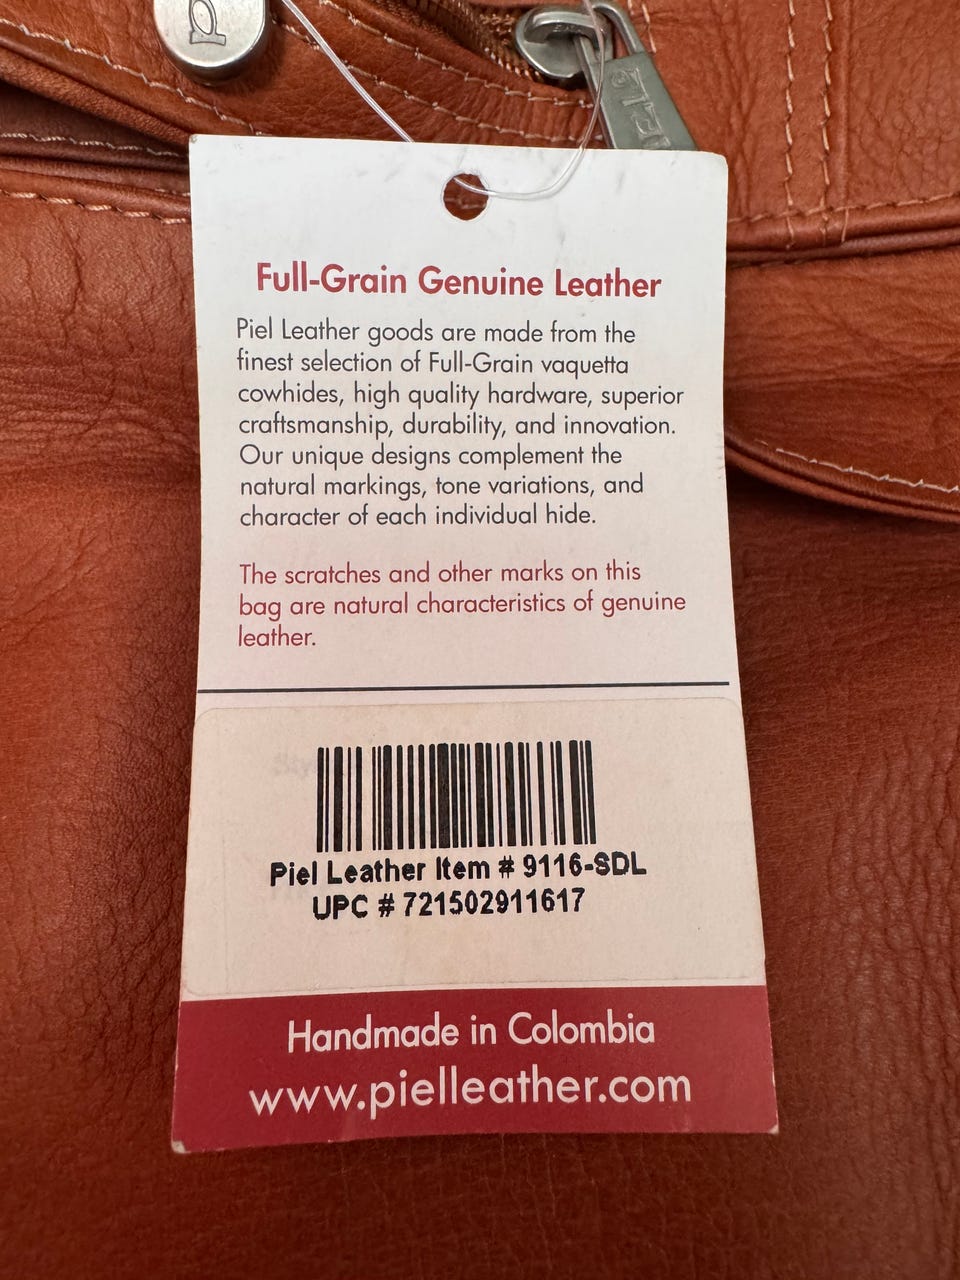 Full-Grain Genuine Leather
Piel Leather goods are made from the
finest selection of Full-Grain vaquetta
cowhides, high quality hardware, superior
craftsmanship, durability, and innovation.
Our unique designs complement the
natural markings, tone variations, and
character of each individual hide.
The scratches and other marks on this
bag are natural characteristics of genuine
leather.
Piel Leather Item # 9116-SDL
UPC # 721502911617
Handmade in Colombia
www.pielleather.com